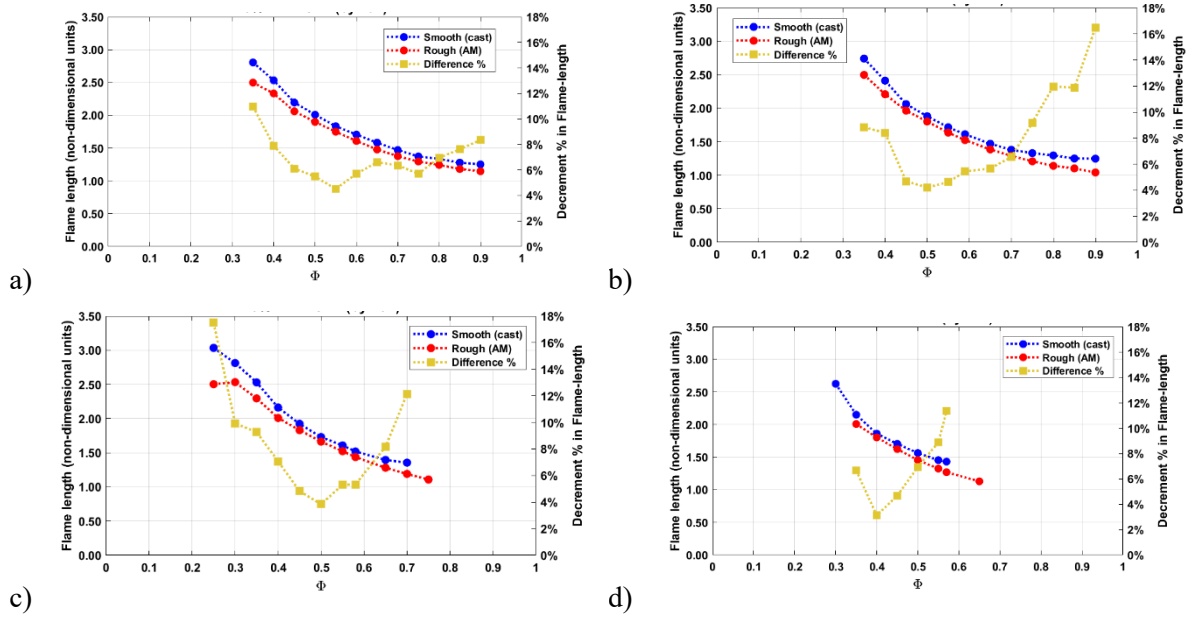 3.50
3.00
2.50
2.00
1.50
1.00
0.50
0.00
Flame length (non-dimensional units)
Smooth (cast)
Rough (AM)
Difference %
18%
16%
14%
12%
10%
8%
6%
4%
2%
0%
Decrement % in Flame-length
0 0.1 0.2 0.3 0.4 0.5 0.6 0.7 0.8 0.9 1
Φ
a)
3.50
3.00
2.50
2.00
1.50
1.00
0.50
0.00
Flame length (non-dimensional units)
Smooth (cast)
Rough (AM)
Difference %
18%
16%
14%
12%
10%
8%
6%
4%
2%
0%
Decrement % in Flame-length
0 0.1 0.2 0.3 0.4 0.5 0.6 0.7 0.8 0.9 1
Φ
b)
3.50
3.00
2.50
2.00
1.50
1.00
0.50
0.00
Flame length (non-dimensional units)
Smooth (cast)
Rough (AM)
Difference %
18%
16%
14%
12%
10%
8%
6%
4%
2%
0%
Decrement % in Flame-length
0 0.1 0.2 0.3 0.4 0.5 0.6 0.7 0.8 0.9 1
Φ
c)
3.50
3.00
2.50
2.00
1.50
1.00
0.50
0.00
Flame length (non-dimensional units)
Smooth (cast)
Rough (AM)
Difference %
18%
16%
14%
12%
10%
8%
6%
4%
2%
0%
Decrement % in Flame-length
0 0.1 0.2 0.3 0.4 0.5 0.6 0.7 0.8 0.9 1
Φ
d)